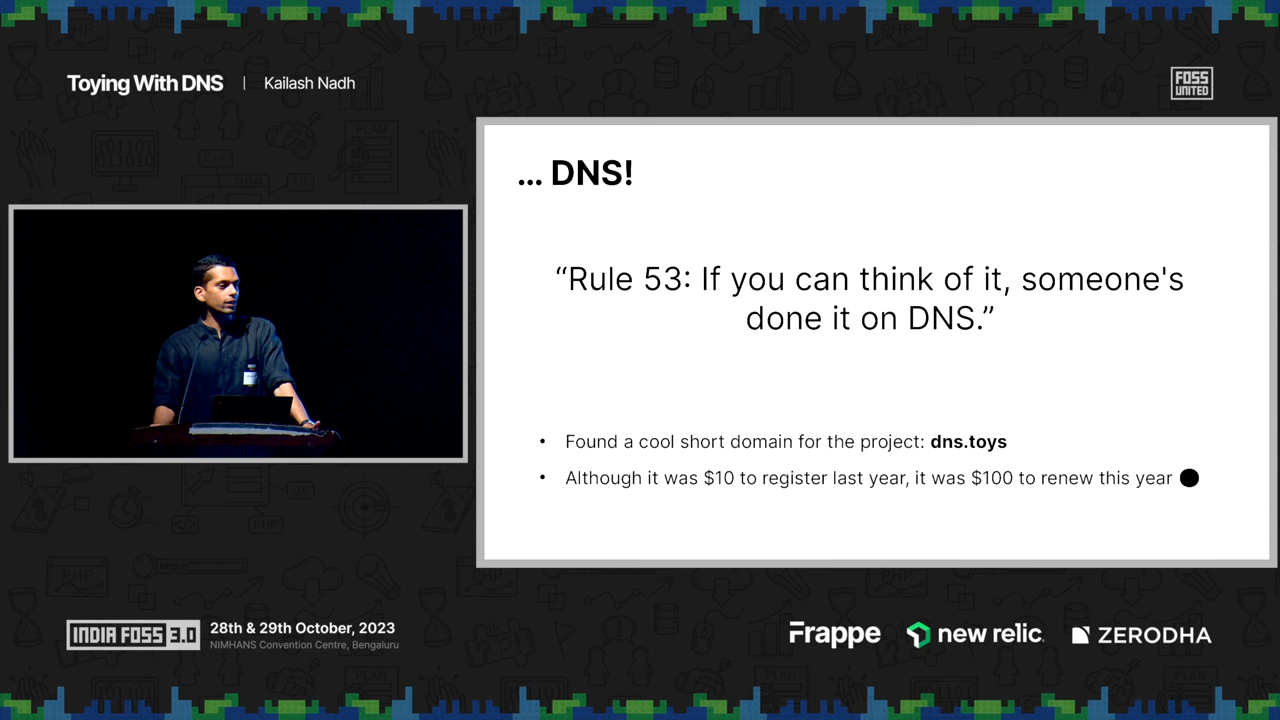 Toying With DNS | Kailash Nadh
FOSS
UNITED
... DNS!
“Rule 53: If you can think of it, someone's
done it on DNS.”
• Found a cool short domain for the project: dns.toys
• Although it was $10 to register last year, it was $100 to renew this year
INDIA FOSS 3.0
28th & 29th October, 2023
NIMHANS Convention Centre, Bengaluru
Frappe
new relic
ZERODHA